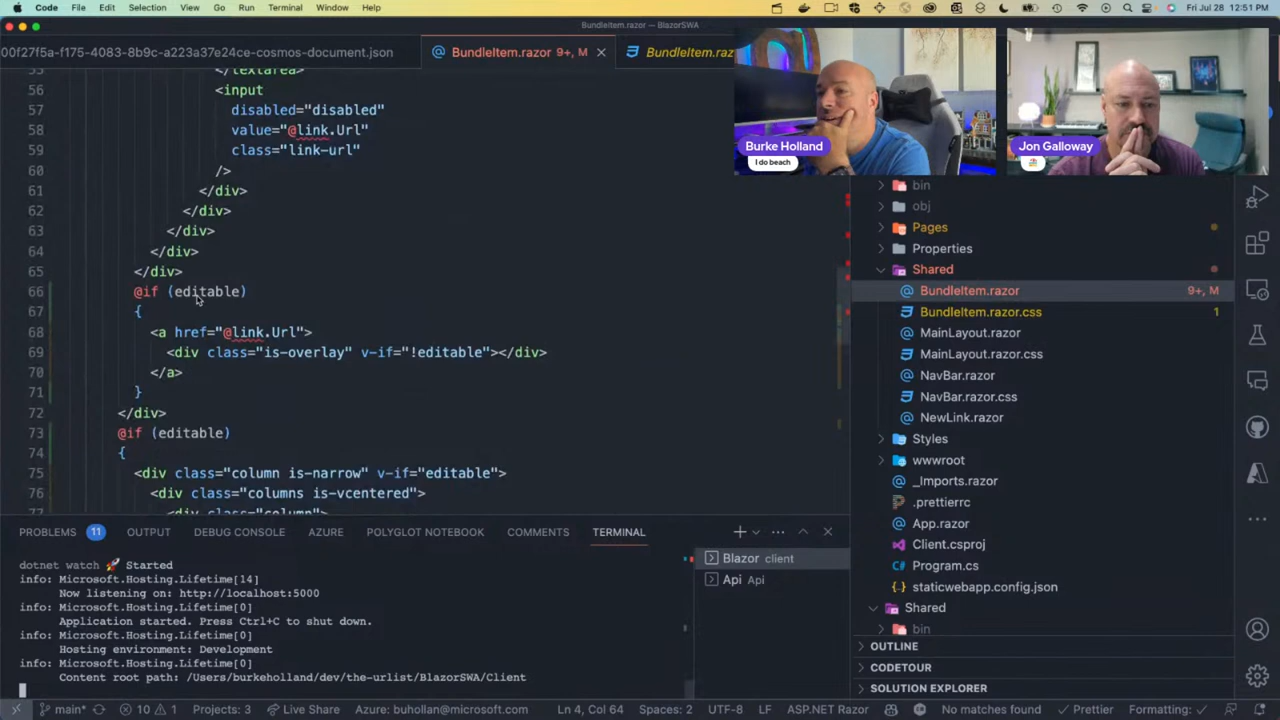 Code File Edit Selection View Go Run Terminal Window Help Fri Jul 28 12:51 PM
BundleItem.razor — BlazorSWA
00f27f5a-f175-4083-8b9c-a223a37e24ce-cosmos-document.json BundleItem.razor 9+, M BundleItem.raz
Burke Holland
I do beach
Jon Galloway
55 </textarea>
56 <input
57 disabled="disabled"
58 value="@link.Url"
59 class="link-url"
60 />
61 </div>
62 </div>
63 </div>
64 </div>
65 </div>
66 @if (editable)
67 {
68 <a href="@link.Url">
69 <div class="is-overlay" v-if="!editable"></div>
70 </a>
71 }
72 </div>
73 @if (editable)
74 {
75 <div class="column is-narrow" v-if="editable">
76 <div class="columns is-vcentered">
77 <div class="column">
bin
obj
Pages
Properties
Shared
BundleItem.razor 9+, M
BundleItem.razor.css 1
MainLayout.razor
MainLayout.razor.css
NavBar.razor
NavBar.razor.css
NewLink.razor
Styles
wwwroot
_Imports.razor
.prettierrc
App.razor
Client.csproj
Program.cs
staticwebapp.config.json
Shared
bin
OUTLINE
CODETOUR
SOLUTION EXPLORER
PROBLEMS 11 OUTPUT DEBUG CONSOLE AZURE POLYGLOT NOTEBOOK COMMENTS TERMINAL
dotnet watch 🚀 Started
info: Microsoft.Hosting.Lifetime[14]
Now listening on: http://localhost:5000
info: Microsoft.Hosting.Lifetime[0]
Application started. Press Ctrl+C to shut down.
info: Microsoft.Hosting.Lifetime[0]
Hosting environment: Development
info: Microsoft.Hosting.Lifetime[0]
Content root path: /Users/burkeholland/dev/the-urlist/BlazorSWA/Client
Blazor client
Api Api
main* 10 1 Projects: 3 Live Share Azure: buhollan@microsoft.com Ln 4, Col 64 Spaces: 2 UTF-8 LF ASP.NET Razor No matches found Prettier Formatting: ✓